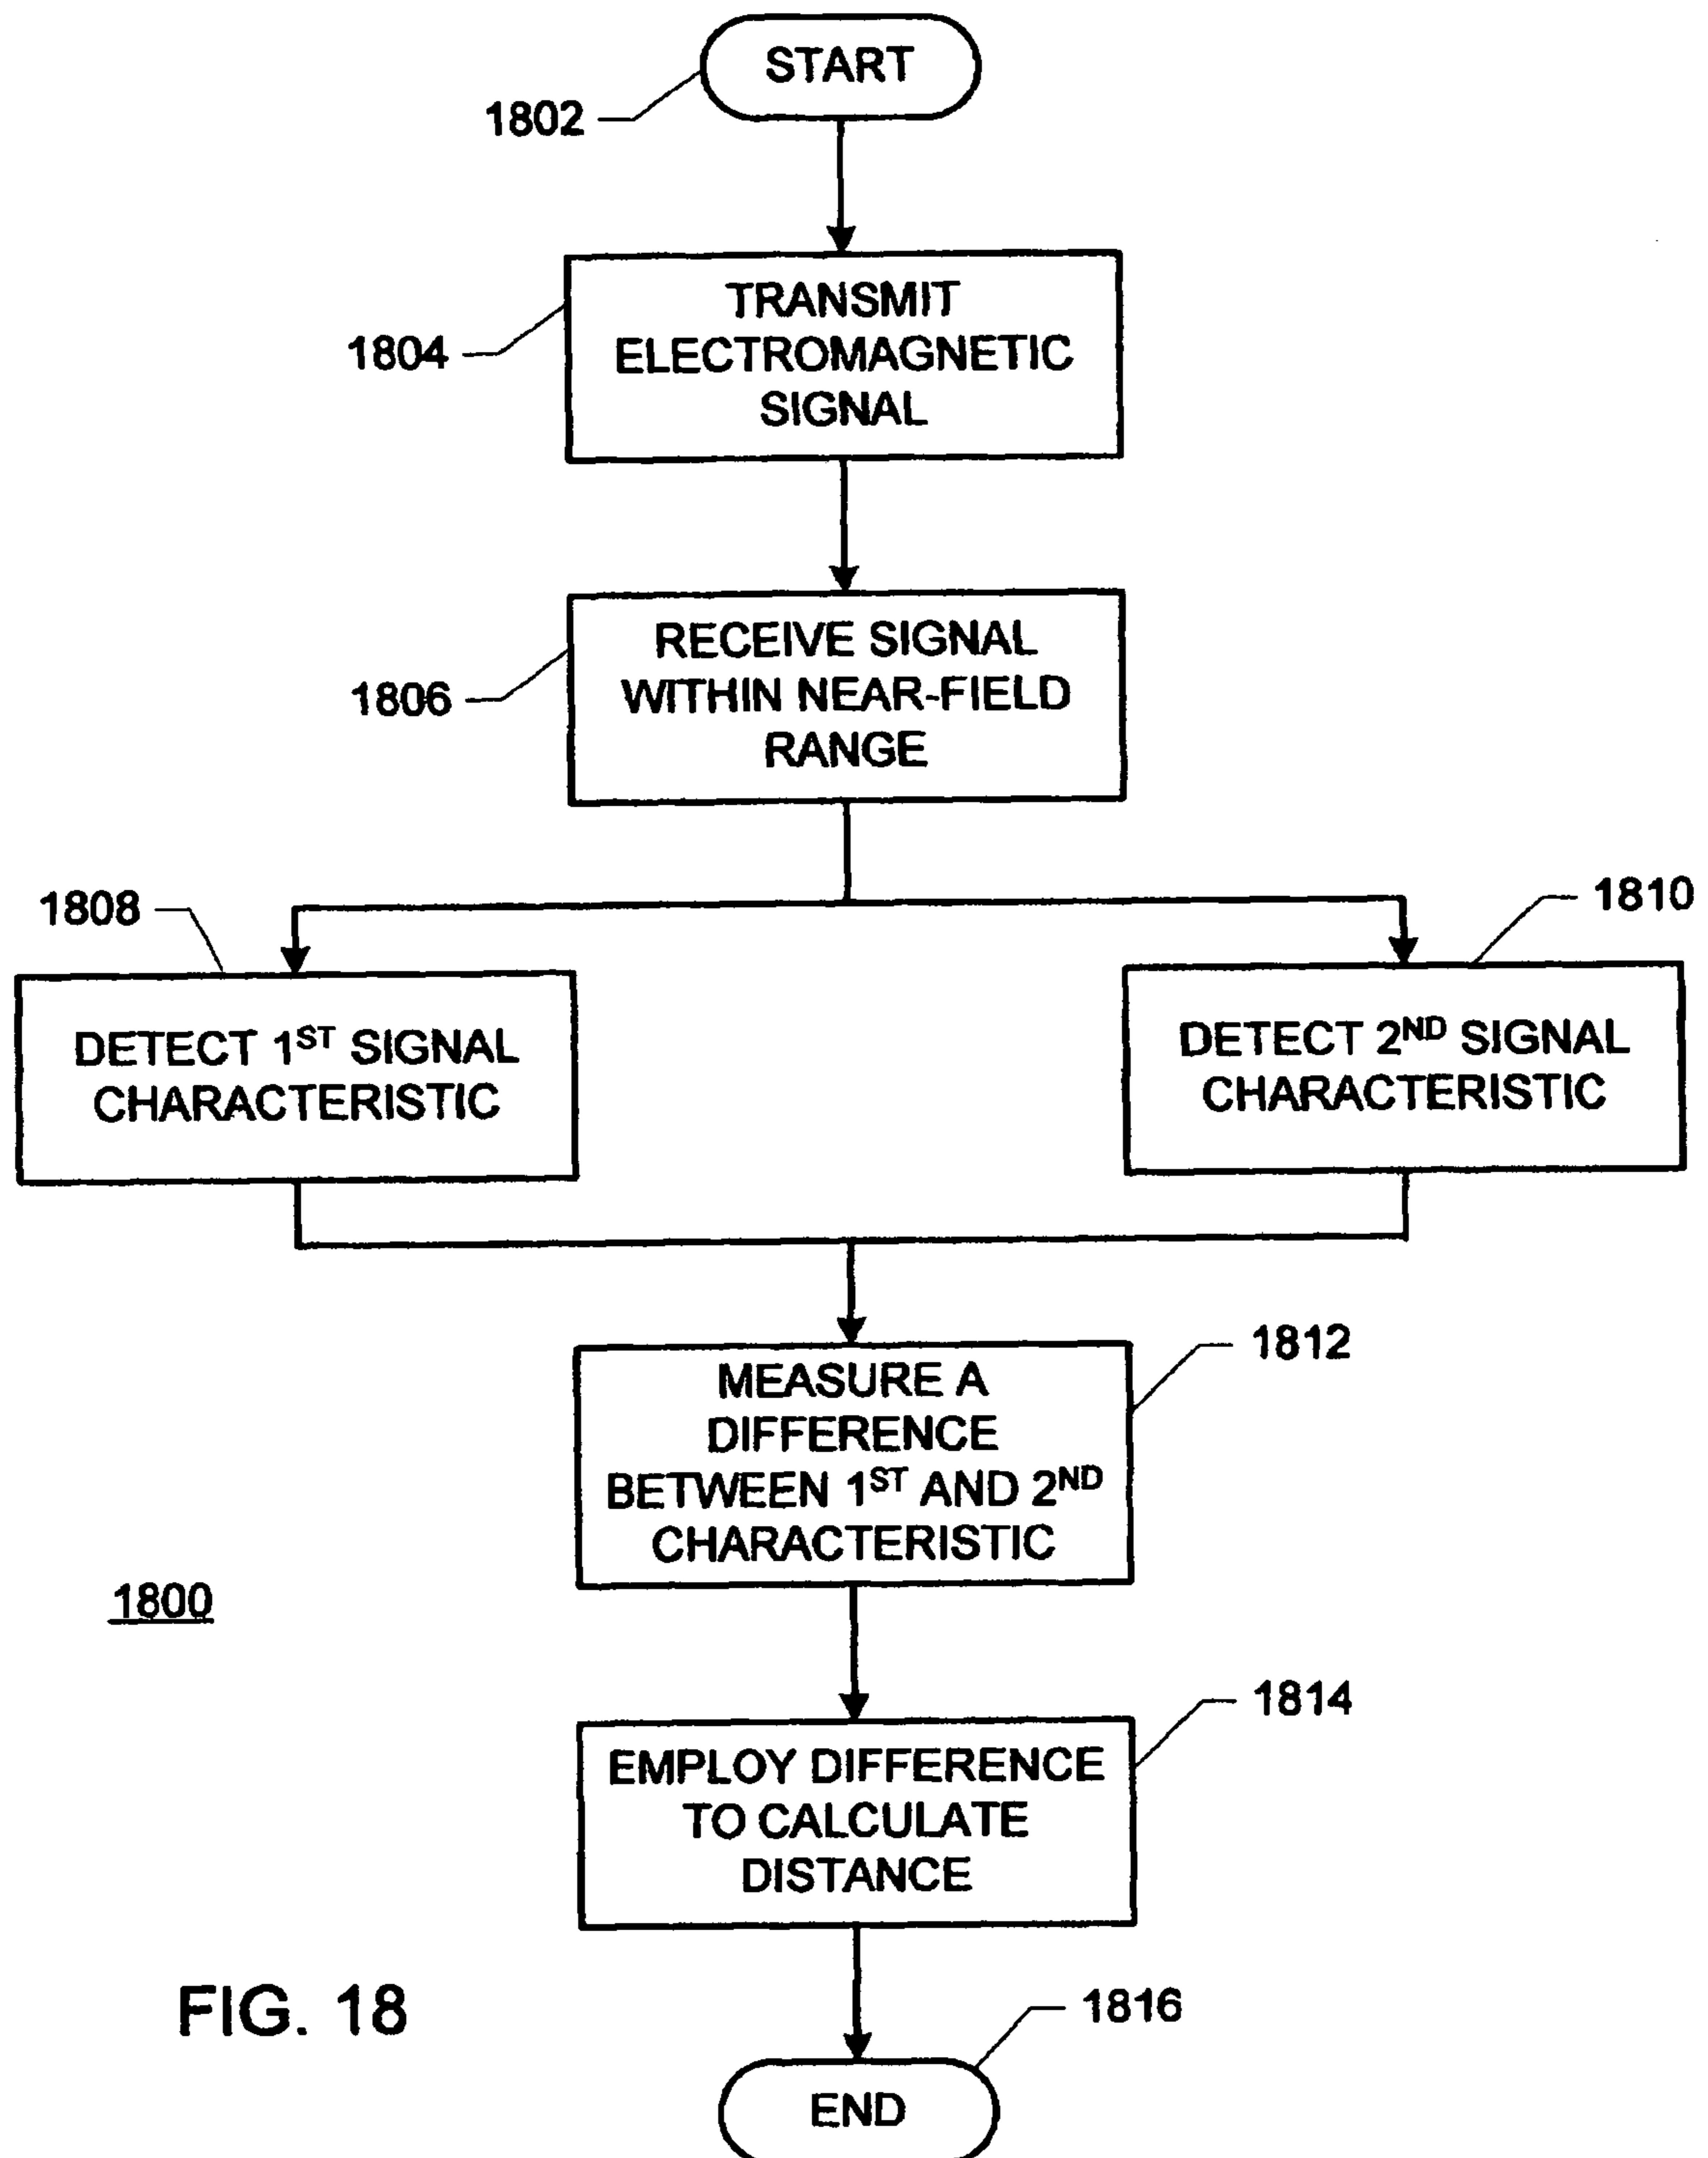 START
1802
TRANSMIT
ELECTROMAGNETIC
SIGNAL
1804
RECEIVE SIGNAL
WITHIN NEAR-FIELD
RANGE
1806
1808
1810
DETECT 1ST SIGNAL
CHARACTERISTIC
DETECT 2ND SIGNAL
CHARACTERISTIC
1812
MEASURE A
DIFFERENCE
BETWEEN 1ST AND 2ND
CHARACTERISTIC
1800
1814
EMPLOY DIFFERENCE
TO CALCULATE
DISTANCE
FIG. 18
1816
END